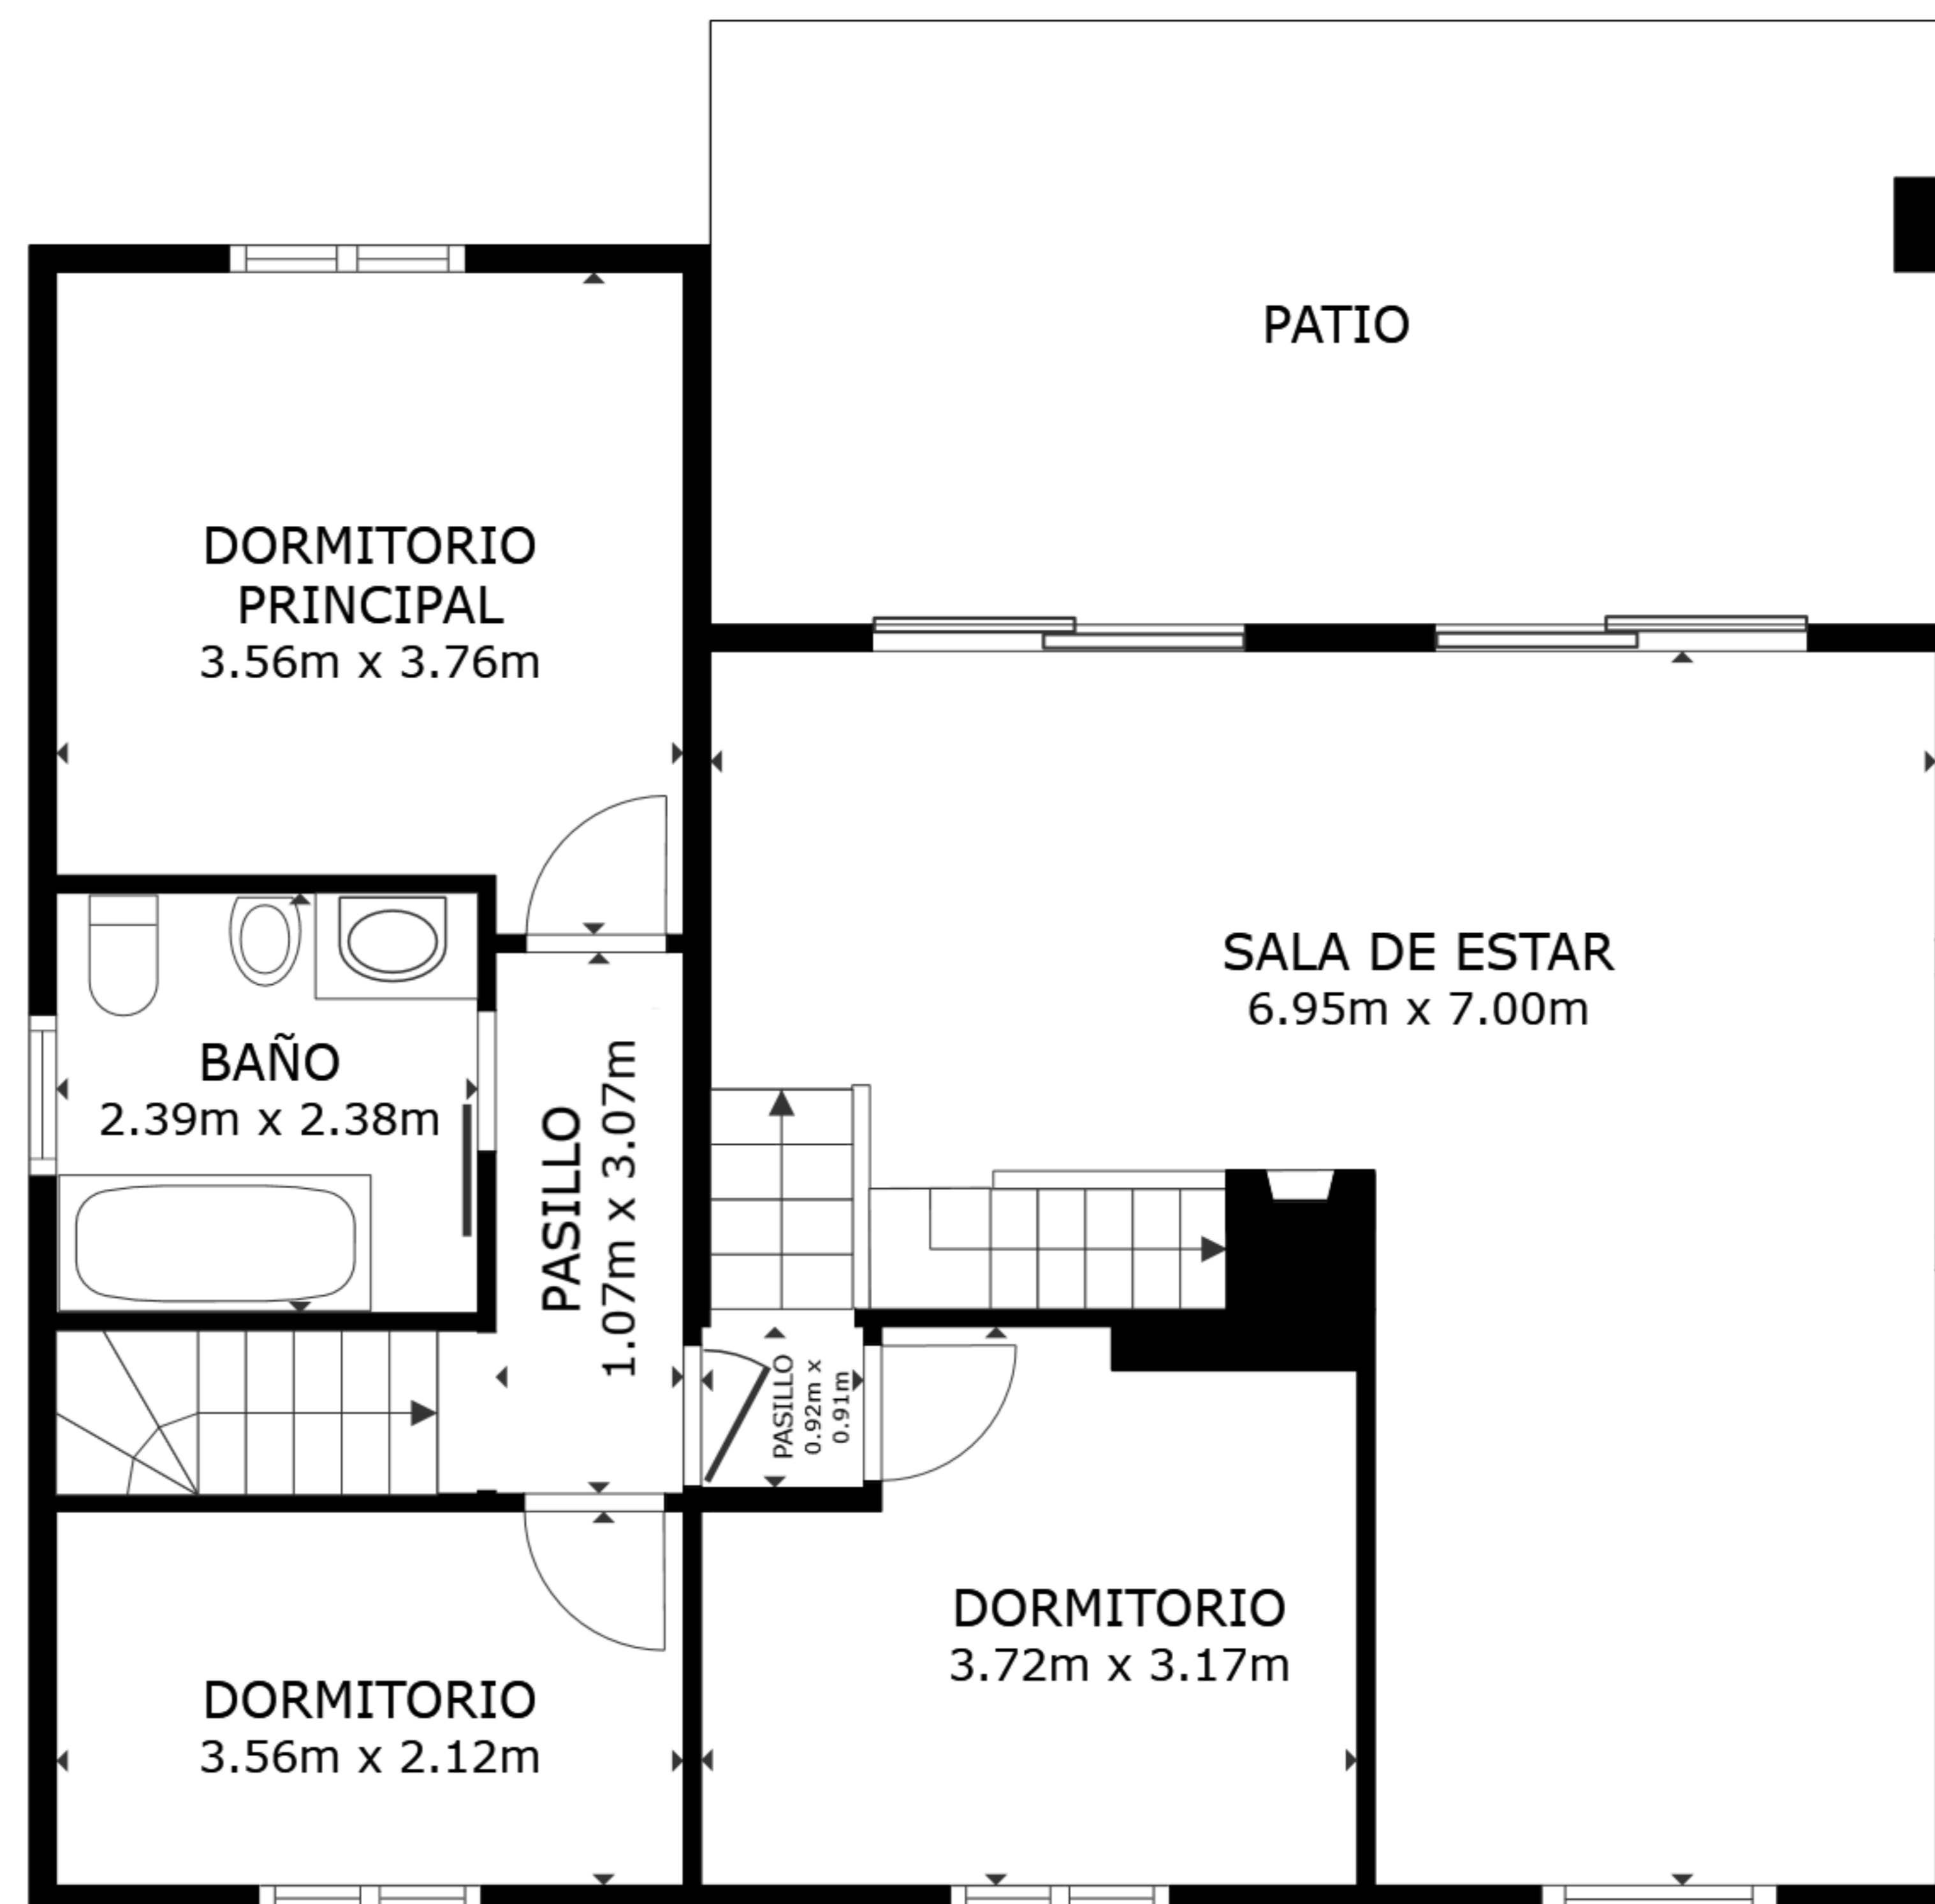 PATIO
DORMITORIO
PRINCIPAL
3.56m x 3.76m
SALA DE ESTAR
6.95m x 7.00m
BAÑO
2.39m x 2.38m
PASILLO
1.07m x 3.07m
PASILLO
0.92m x
0.91m
DORMITORIO
3.72m x 3.17m
DORMITORIO
3.56m x 2.12m